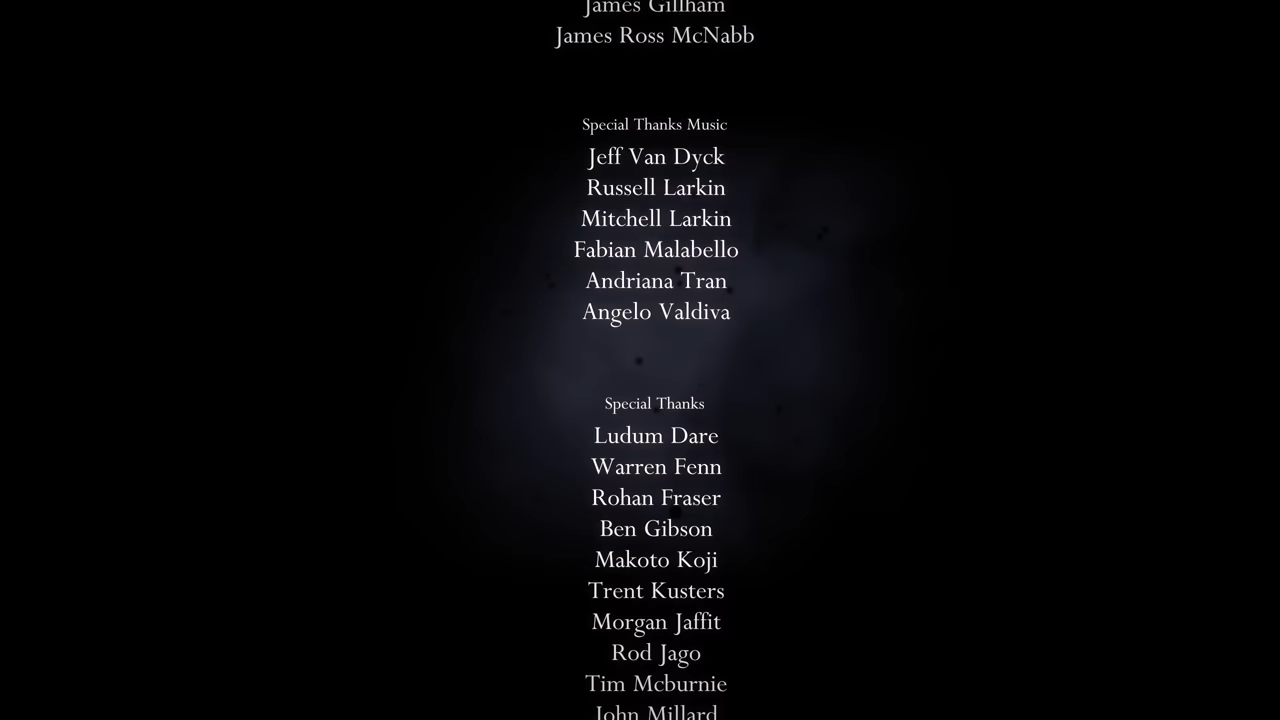 James Gillham
James Ross McNabb
Special Thanks Music
Jeff Van Dyck
Russell Larkin
Mitchell Larkin
Fabian Malabello
Andriana Tran
Angelo Valdiva
Special Thanks
Ludum Dare
Warren Fenn
Rohan Fraser
Ben Gibson
Makoto Koji
Trent Kusters
Morgan Jaffit
Rod Jago
Tim Mcburnie
John Millard